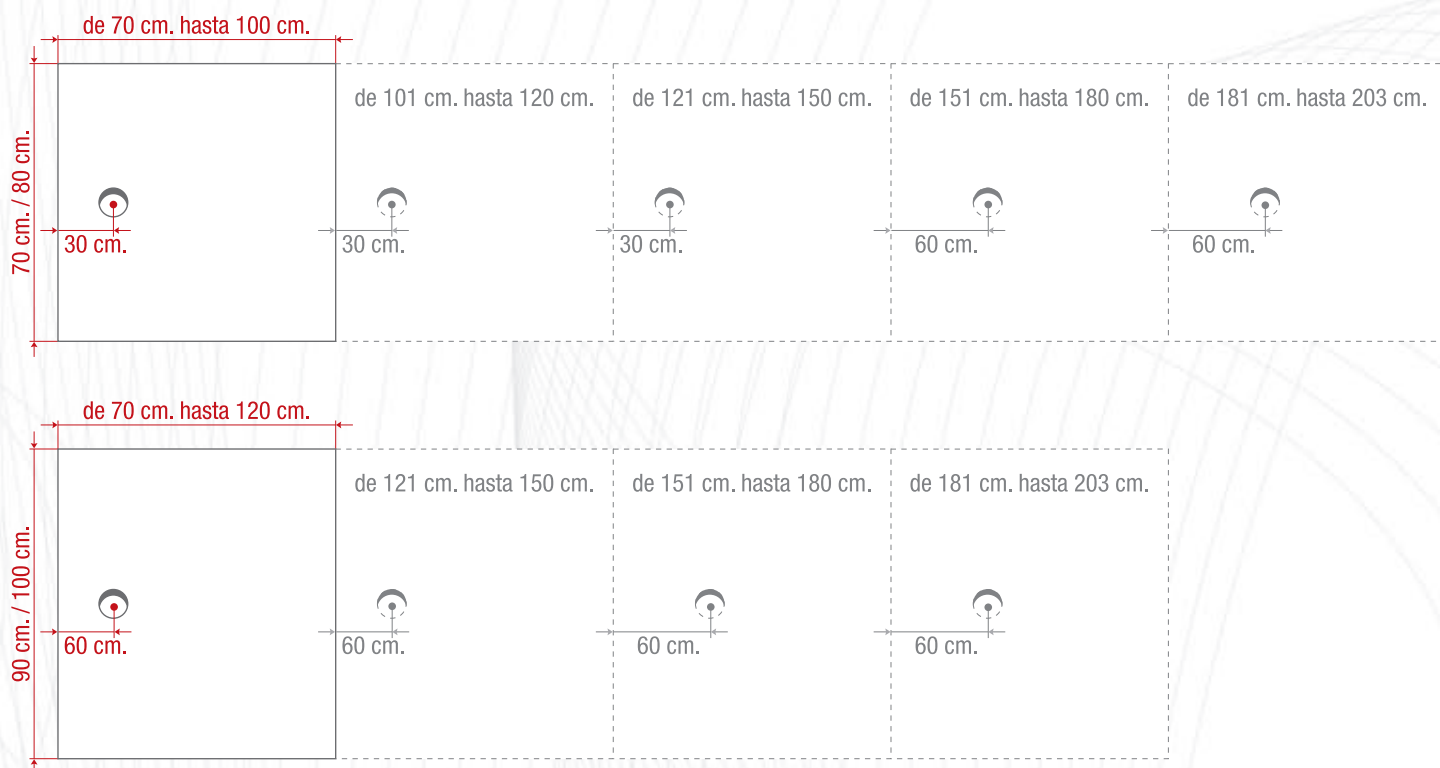 de 70 cm. hasta 100 cm.
de 101 cm. hasta 120 cm.
de 121 cm. hasta 150 cm.
de 151 cm. hasta 180 cm.
de 181 cm. hasta 203 cm.
70 cm. / 80 cm.
30 cm.
30 cm.
30 cm.
60 cm.
60 cm.
de 70 cm. hasta 120 cm.
de 121 cm. hasta 150 cm.
de 151 cm. hasta 180 cm.
de 181 cm. hasta 203 cm.
90 cm. / 100 cm.
60 cm.
60 cm.
60 cm.
60 cm.